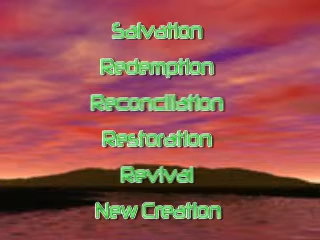 Salvation
Redemption
Reconciliation
Restoration
Revival
New Creation